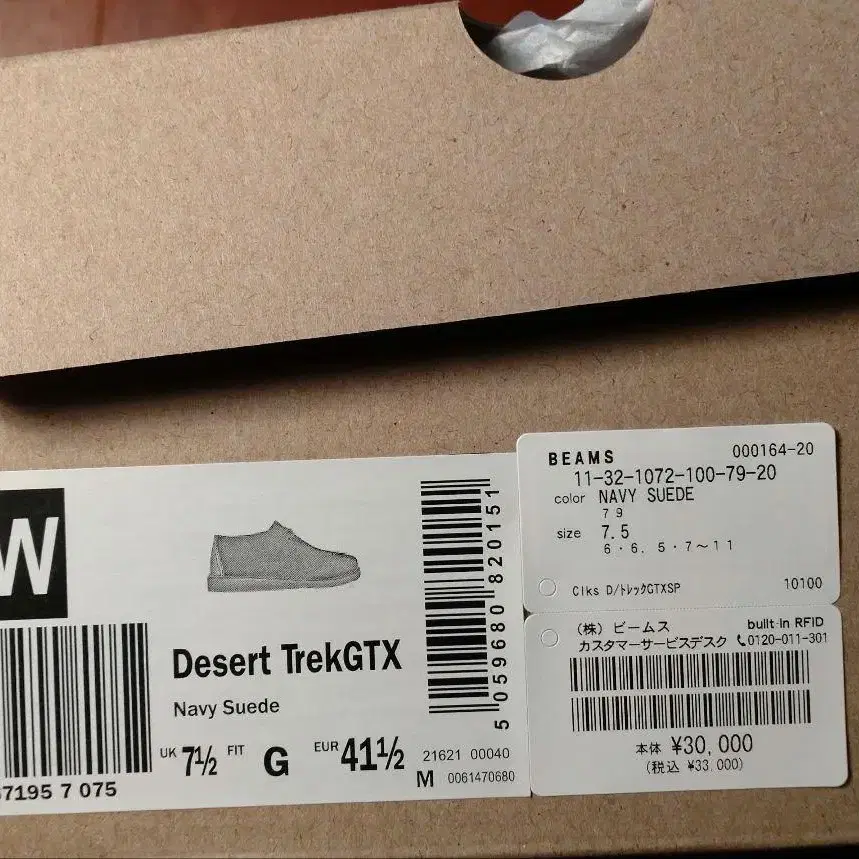 W
Desert TrekGTX
Navy Suede
UK 7½ FIT G EUR 41½
21621 00040
M 0061470680
7195 7 075
5 059680 820151
BEAMS 000164-20
11-32-1072-100-79-20
color NAVY SUEDE
79
size 7.5
6・6.5・7~11
Clks D/トレックGTXSP 10100
(株)ビームス built-in RFID
カスタマーサービスデスク 0120-011-301
本体 ¥30,000
(税込 ¥33,000)